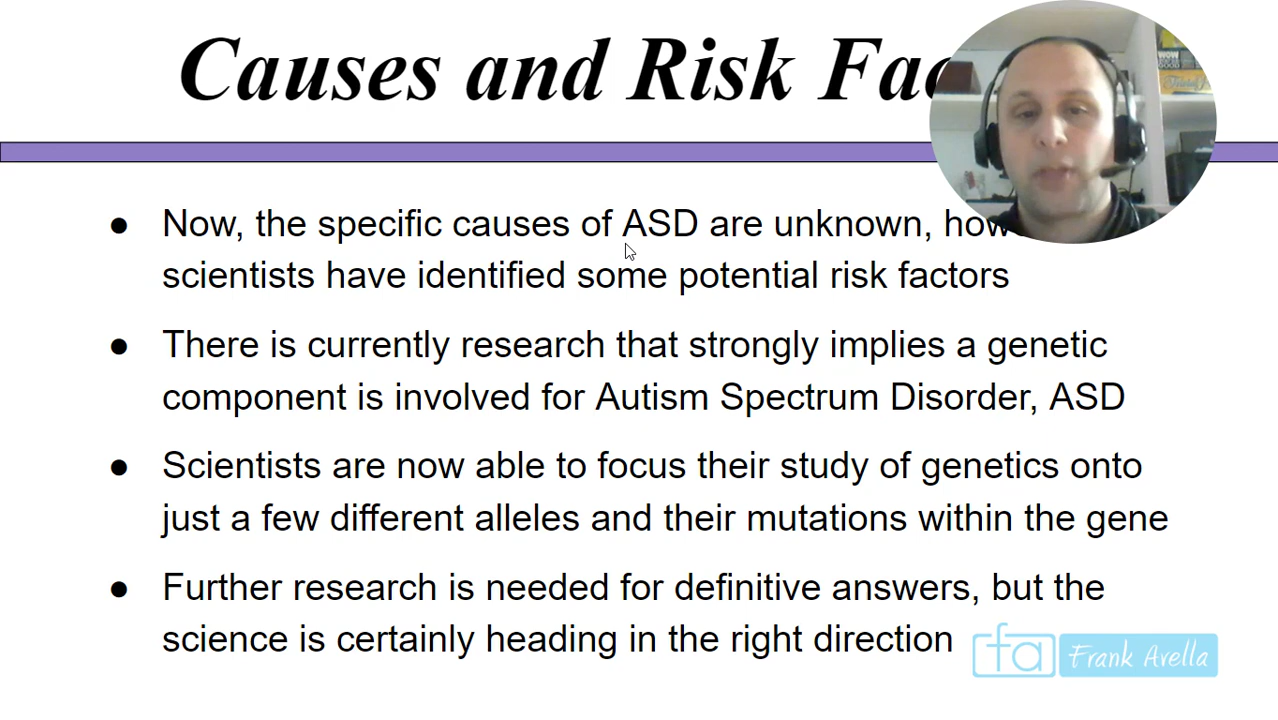 Causes and Risk Fac
Now, the specific causes of ASD are unknown, how
scientists have identified some potential risk factors
There is currently research that strongly implies a genetic
component is involved for Autism Spectrum Disorder, ASD
Scientists are now able to focus their study of genetics onto
just a few different alleles and their mutations within the gene
Further research is needed for definitive answers, but the
science is certainly heading in the right direction
fa Frank Avella